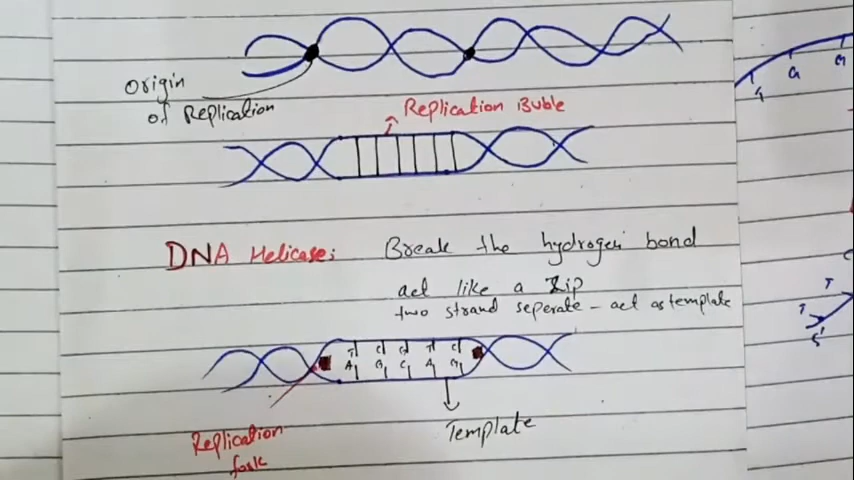 Origin
of Replication
Replication Buble
DNA Helicase:
Break the hydrogen bond
act like a Zip
two strand seperate - act as template
T C G T C
A G C A G
Replication
fork
Template
G
T
5'